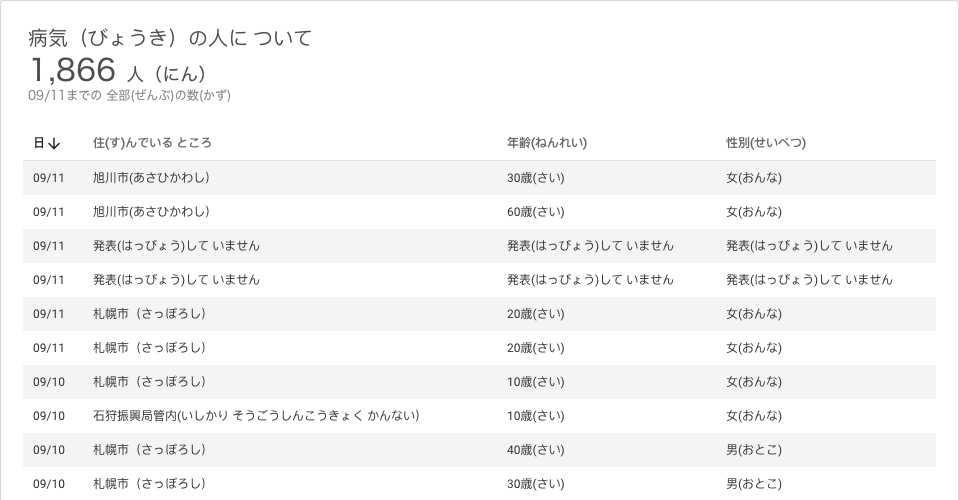 病気（びょうき）の人に ついて
1,866 人（にん）
09/11までの 全部(ぜんぶ)の数(かず)
日↓ 住(す)んでいる ところ 年齢(ねんれい) 性別(せいべつ)
09/11 旭川市(あさひかわし） 30歳(さい) 女(おんな)
09/11 旭川市(あさひかわし） 60歳(さい) 女(おんな)
09/11 発表(はっぴょう)して いません 発表(はっぴょう)して いません 発表(はっぴょう)して いません
09/11 発表(はっぴょう)して いません 発表(はっぴょう)して いません 発表(はっぴょう)して いません
09/11 札幌市（さっぽろし） 20歳(さい) 女(おんな)
09/11 札幌市（さっぽろし） 20歳(さい) 女(おんな)
09/10 札幌市（さっぽろし） 10歳(さい) 女(おんな)
09/10 石狩振興局管内(いしかり そうごうしんこうきょく かんない） 10歳(さい) 女(おんな)
09/10 札幌市（さっぽろし） 40歳(さい) 男(おとこ)
09/10 札幌市（さっぽろし） 30歳(さい) 男(おとこ)